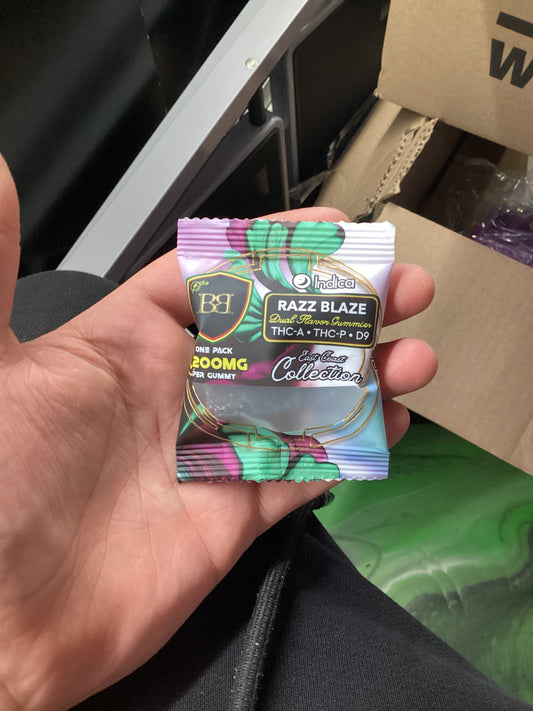 Indica
BB
RAZZ BLAZE
Dual Flavor Gummies
THC-A • THC-P • D9
ONE PACK
200MG
PER GUMMY
East Coast
Collection
W